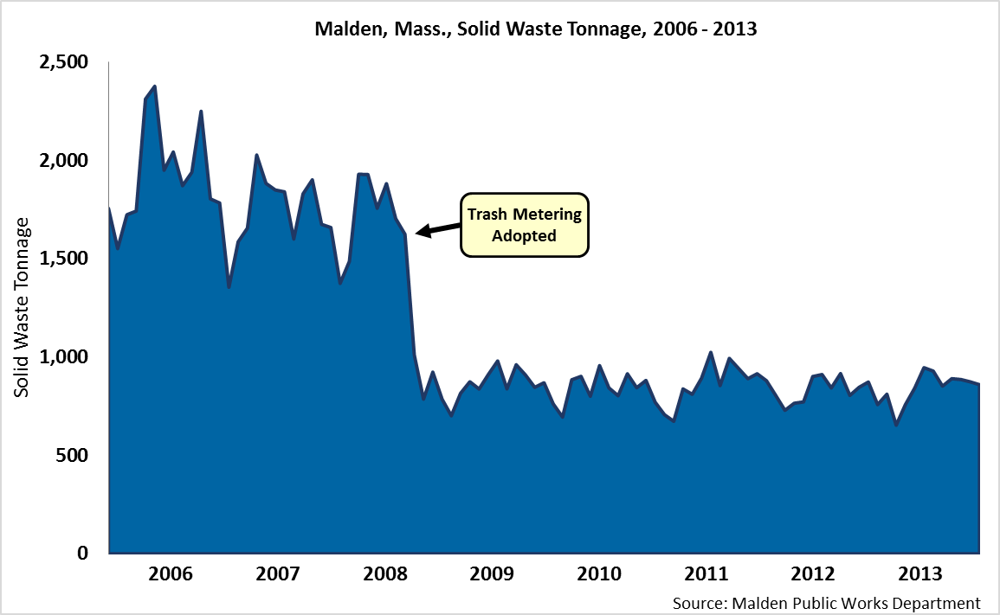 Malden, Mass., Solid Waste Tonnage, 2006 - 2013
Solid Waste Tonnage
2,500
2,000
1,500
1,000
500
0
Trash Metering
Adopted
2006 2007 2008 2009 2010 2011 2012 2013
Source: Malden Public Works Department